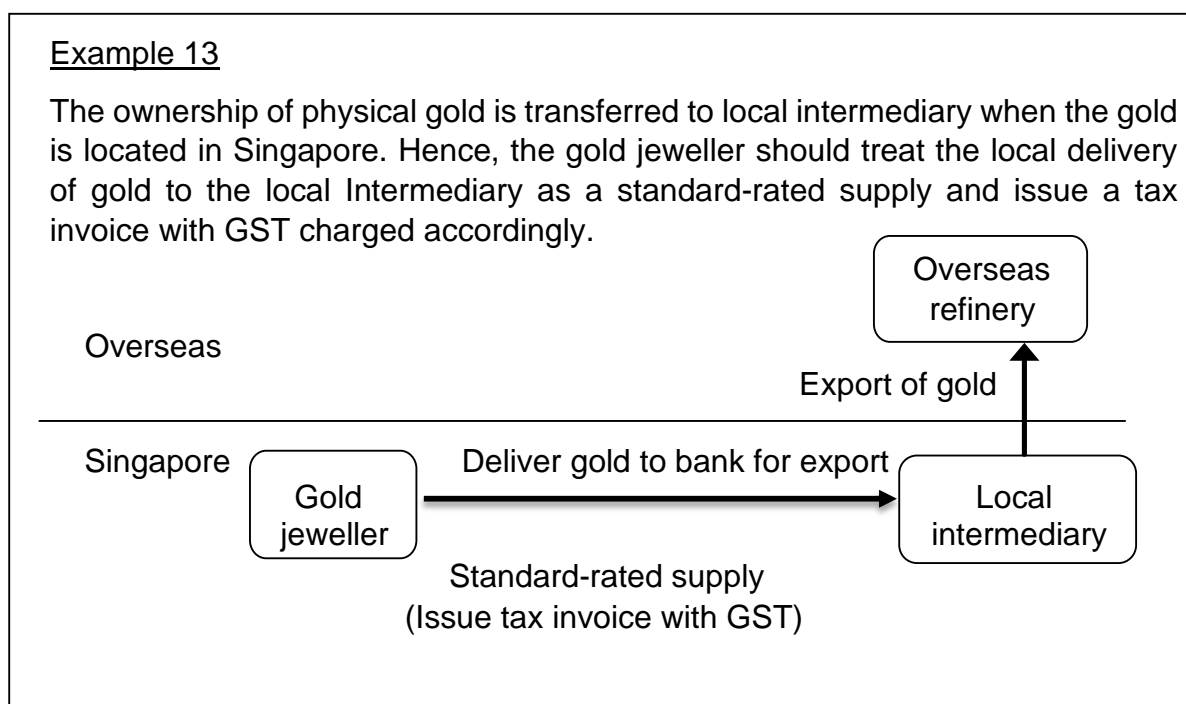 Example 13
The ownership of physical gold is transferred to local intermediary when the gold
is located in Singapore. Hence, the gold jeweller should treat the local delivery
of gold to the local Intermediary as a standard-rated supply and issue a tax
invoice with GST charged accordingly.
Overseas
refinery
Overseas
Export of gold
Singapore
Deliver gold to bank for export
Gold
jeweller
Local
intermediary
Standard-rated supply
(Issue tax invoice with GST)